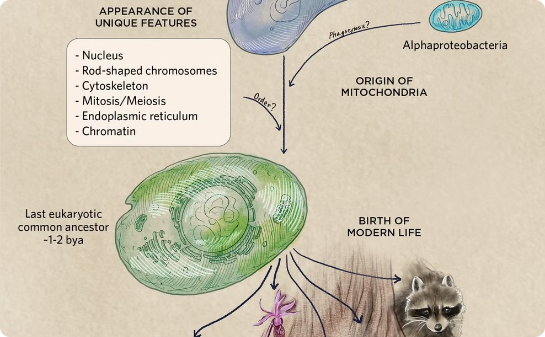 APPEARANCE OF
UNIQUE FEATURES
- Nucleus
- Rod-shaped chromosomes
- Cytoskeleton
- Mitosis/Meiosis
- Endoplasmic reticulum
- Chromatin
Phagocytosis?
Alphaproteobacteria
ORIGIN OF
MITOCHONDRIA
Order?
Last eukaryotic
common ancestor
~1-2 bya
BIRTH OF
MODERN LIFE